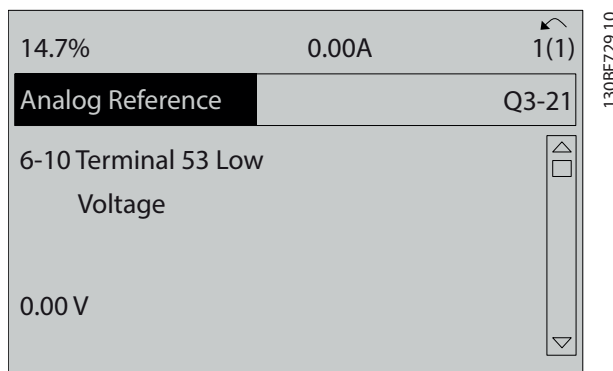 14.7% 0.00A 1(1)
Analog Reference Q3-21
6-10 Terminal 53 Low
Voltage
0.00 V
130BF729.10